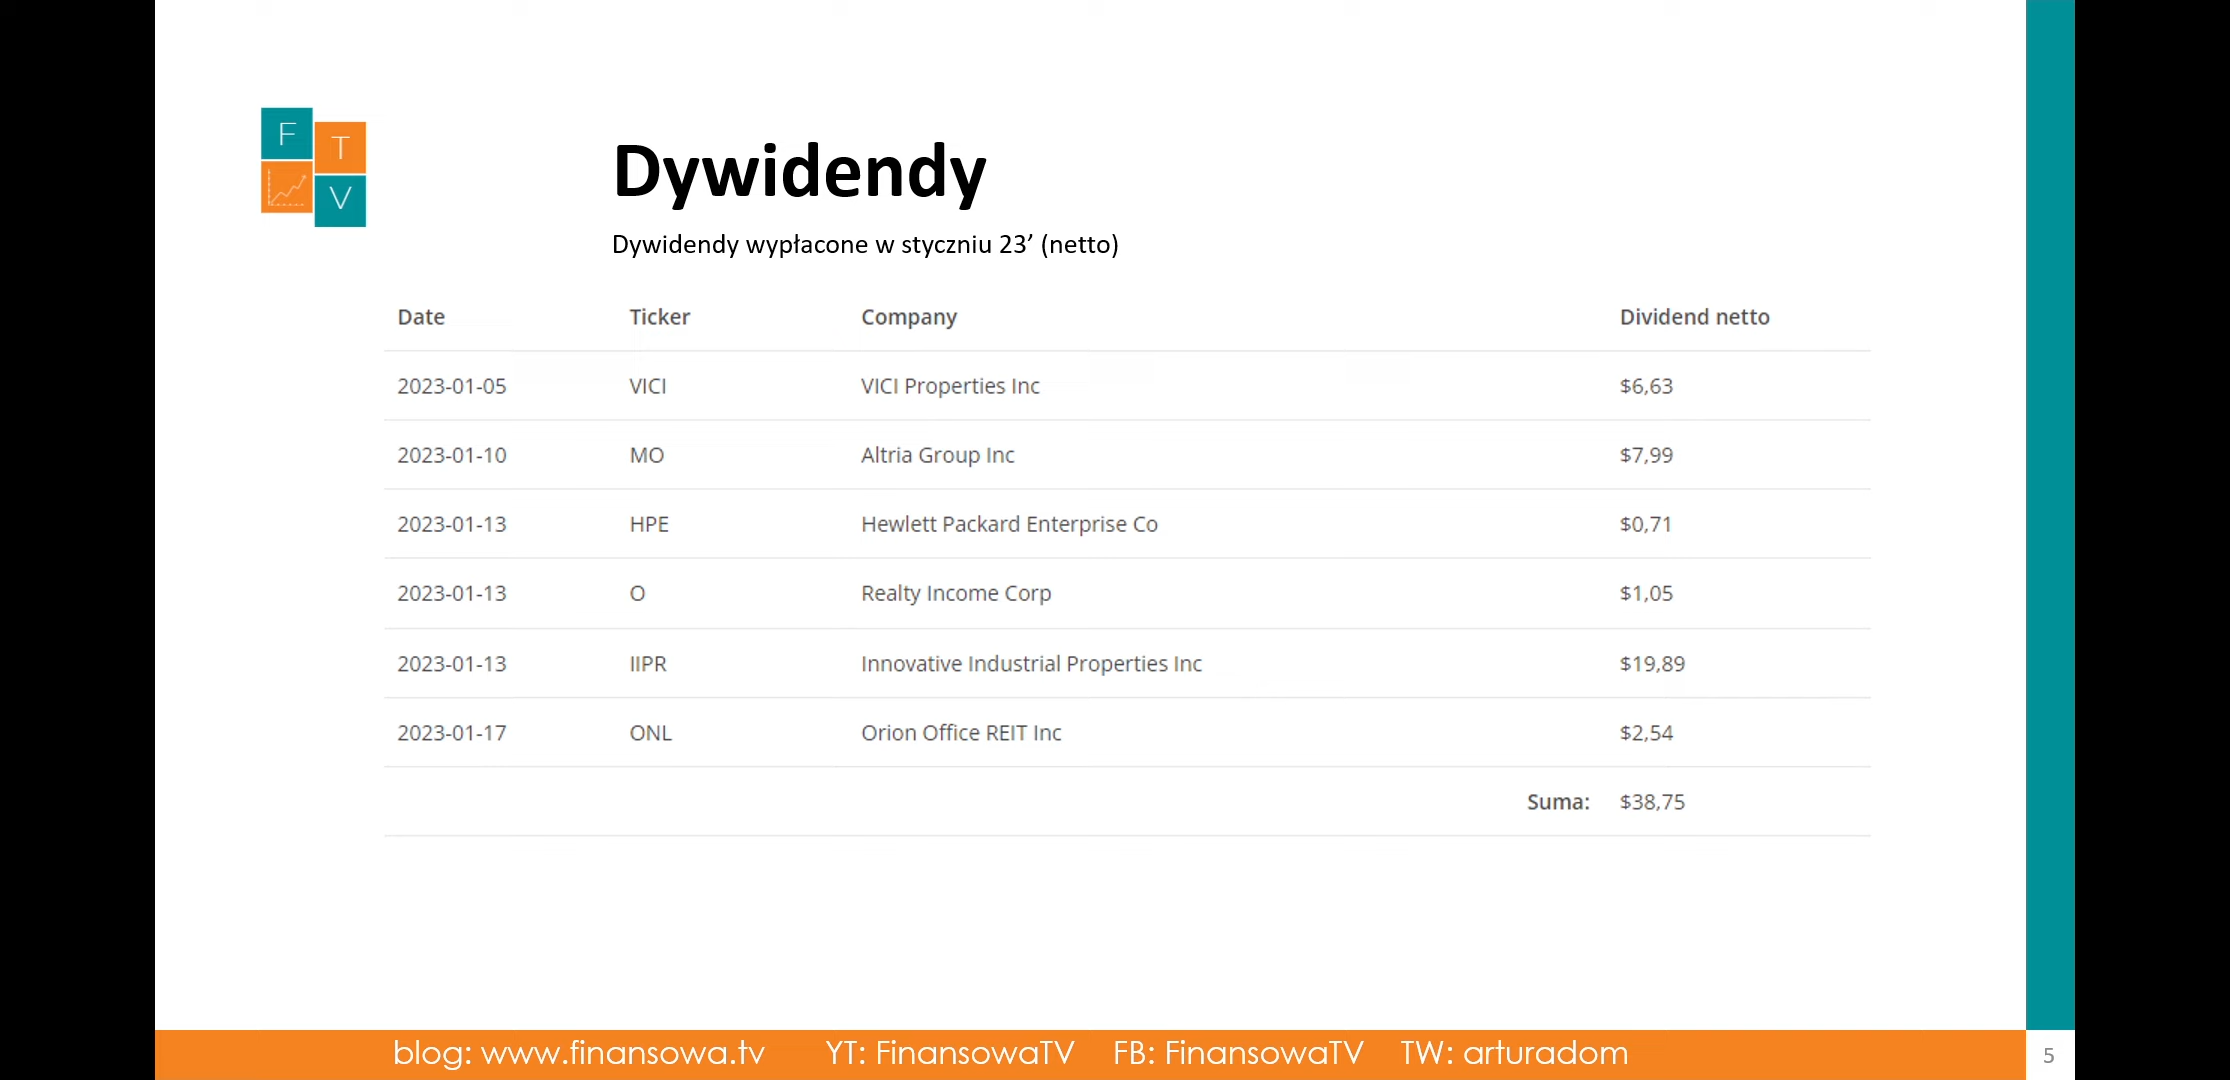 F
T
V
Dywidendy
Dywidendy wypłacone w styczniu 23’ (netto)
Date Ticker Company Dividend netto
2023-01-05 VICI VICI Properties Inc $6,63
2023-01-10 MO Altria Group Inc $7,99
2023-01-13 HPE Hewlett Packard Enterprise Co $0,71
2023-01-13 O Realty Income Corp $1,05
2023-01-13 IIPR Innovative Industrial Properties Inc $19,89
2023-01-17 ONL Orion Office REIT Inc $2,54
Suma: $38,75
blog: www.finansowa.tv YT: FinansowaTV FB: FinansowaTV TW: arturadom
5